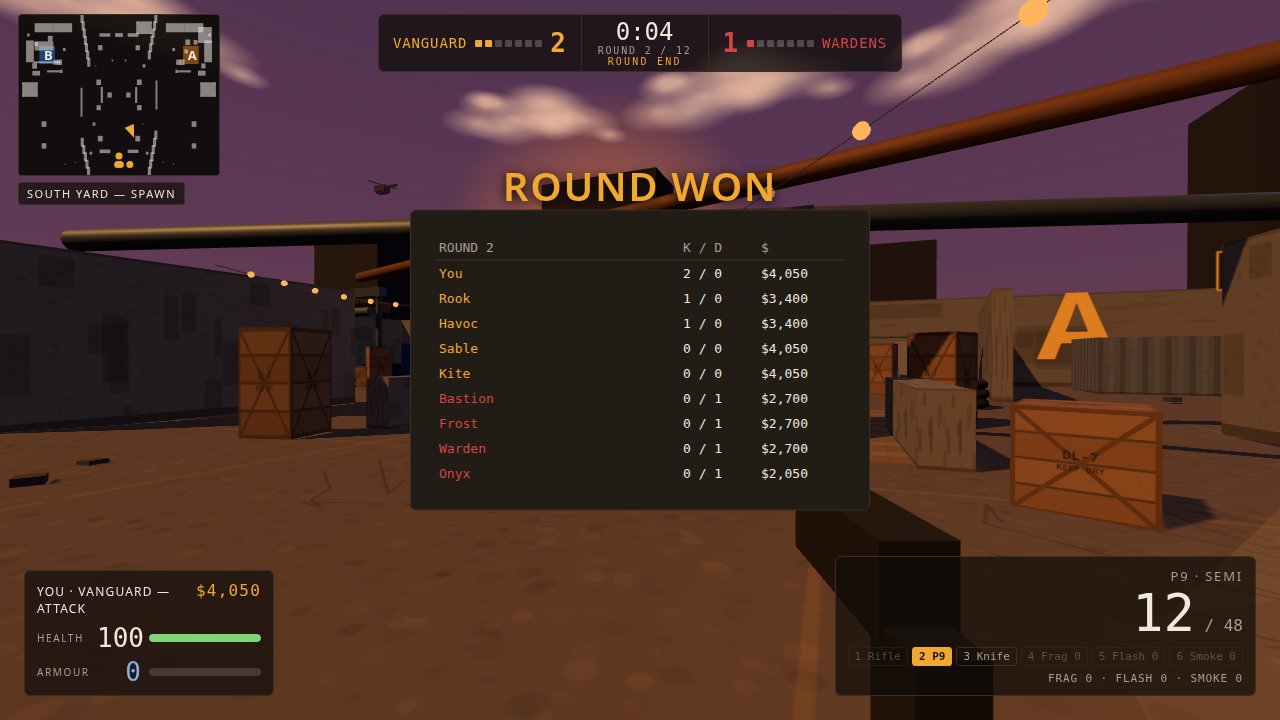 B
A
SOUTH YARD — SPAWN
VANGUARD 2
0:04
ROUND 2 / 12
ROUND END
1 WARDENS
ROUND WON
ROUND 2 K / D $
You 2 / 0 $4,050
Rook 1 / 0 $3,400
Havoc 1 / 0 $3,400
Sable 0 / 0 $4,050
Kite 0 / 0 $4,050
Bastion 0 / 1 $2,700
Frost 0 / 1 $2,700
Warden 0 / 1 $2,700
Onyx 0 / 1 $2,050
A
DL-7
KEEP DRY
YOU · VANGUARD — ATTACK $4,050
HEALTH 100
ARMOUR 0
P9 · SEMI
12 / 48
1 Rifle 2 P9 3 Knife 4 Frag 0 5 Flash 0 6 Smoke 0
FRAG 0 · FLASH 0 · SMOKE 0